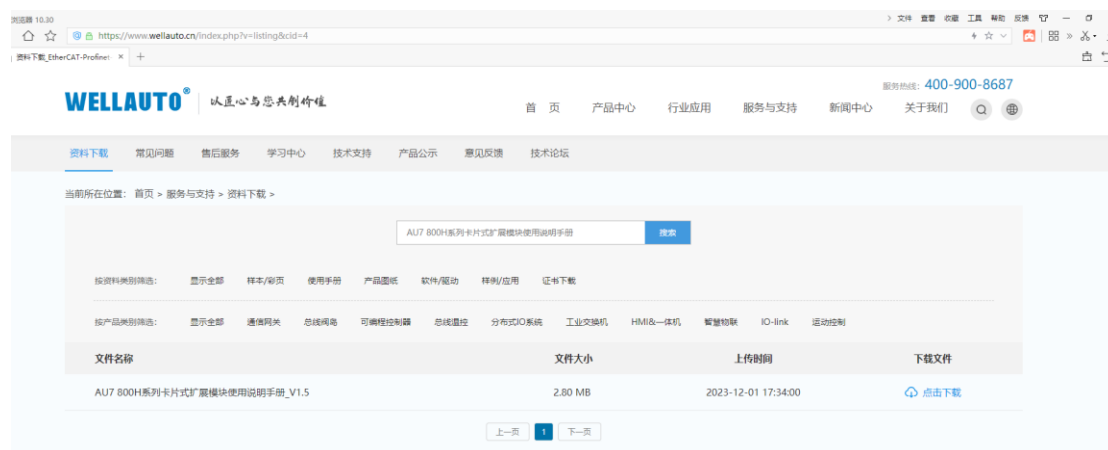 浏览器 10.30
文件 查看 收藏 工具 帮助 反馈
https://www.wellauto.cn/index.php?v=listing&cid=4
资料下载_EtherCAT-Profinet
WELLAUTO® 以匠心与您共创价值
服务热线: 400-900-8687
首 页 产品中心 行业应用 服务与支持 新闻中心 关于我们
资料下载 常见问题 售后服务 学习中心 技术支持 产品公示 意见反馈 技术论坛
当前所在位置: 首页 > 服务与支持 > 资料下载 >
AU7 800H系列卡片式扩展模块使用说明手册 搜索
按资料类别筛选: 显示全部 样本/彩页 使用手册 产品图纸 软件/驱动 样例/应用 证书下载
按产品类别筛选: 显示全部 通信网关 总线阀岛 可编程控制器 总线温控 分布式IO系统 工业交换机 HMI&一体机 智慧物联 IO-link 运动控制
文件名称 文件大小 上传时间 下载文件
AU7 800H系列卡片式扩展模块使用说明手册_V1.5 2.80 MB 2023-12-01 17:34:00 点击下载
上一页 1 下一页